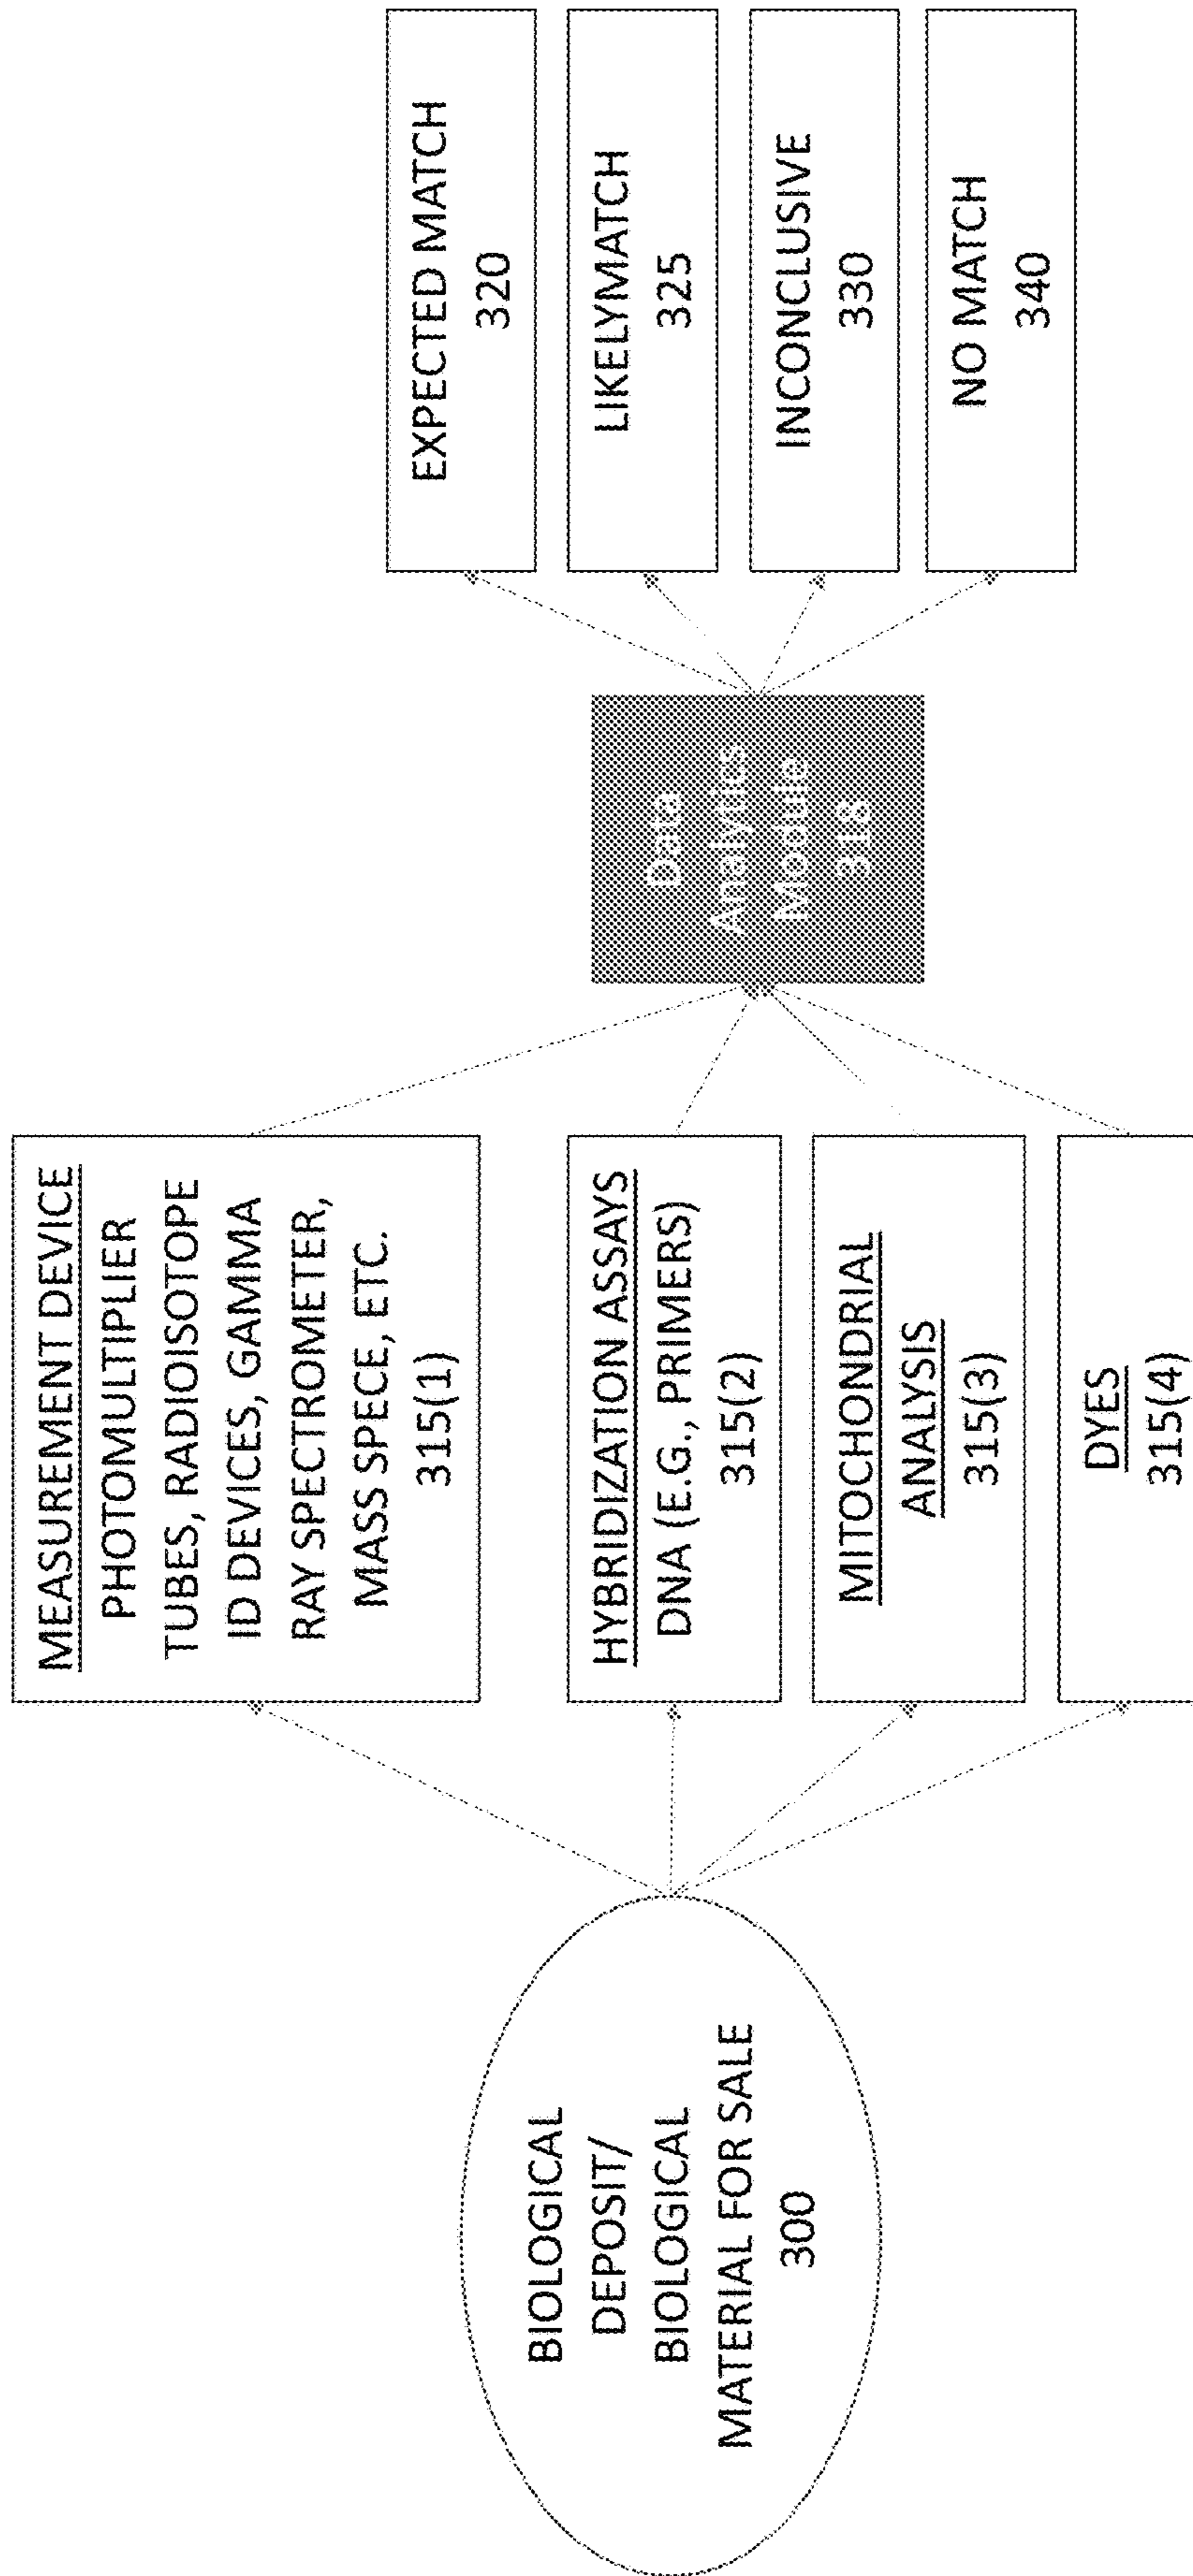 BIOLOGICAL
DEPOSIT/
BIOLOGICAL
MATERIAL FOR SALE
300
MEASUREMENT DEVICE
PHOTOMULTIPLIER
TUBES, RADIOISOTOPE
ID DEVICES, GAMMA
RAY SPECTROMETER,
MASS SPECE, ETC.
315(1)
HYBRIDIZATION ASSAYS
DNA (E.G., PRIMERS)
315(2)
MITOCHONDRIAL
ANALYSIS
315(3)
DYES
315(4)
Data
Analytics
Module
318
EXPECTED MATCH
320
LIKELYMATCH
325
INCONCLUSIVE
330
NO MATCH
340